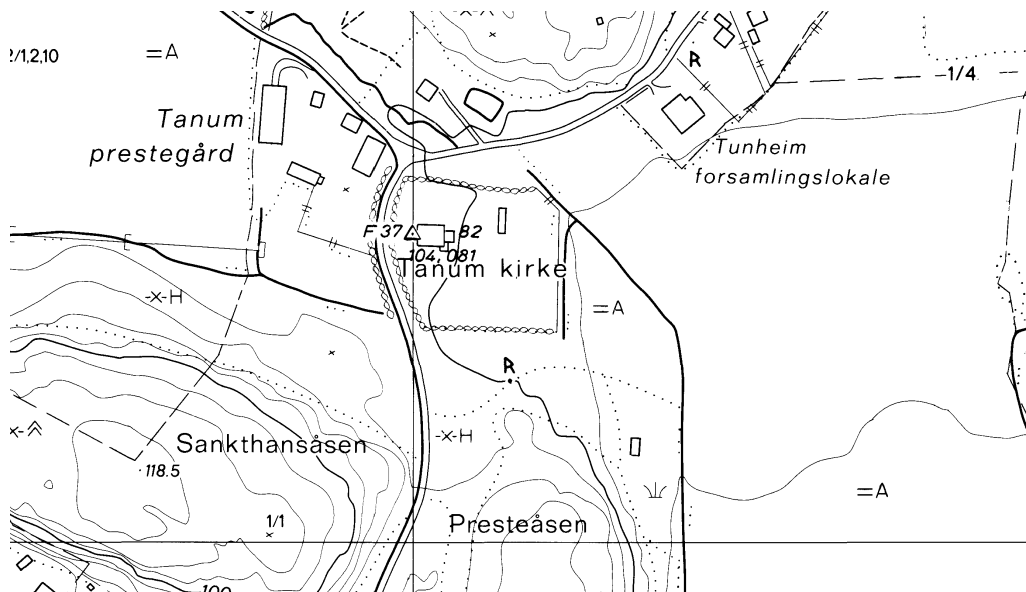 2/1,2,10
=A
R
1/4
Tanum
prestegård
Tunheim
forsamlingslokale
F 37
82
104,081
Tanum kirke
-x-H
=A
R
Sankthansåsen
-x-H
118.5
=A
1/1
Presteåsen
100